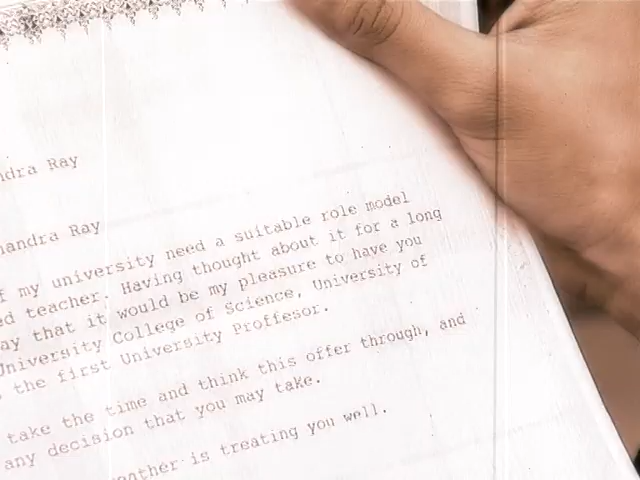 ndra Ray
handra Ray
f my university need a suitable role model
ed teacher. Having thought about it for a long
ay that it would be my pleasure to have you
University College of Science, University of
, the first University Proffesor.
take the time and think this offer through, and
any decision that you may take.
is treating you well.